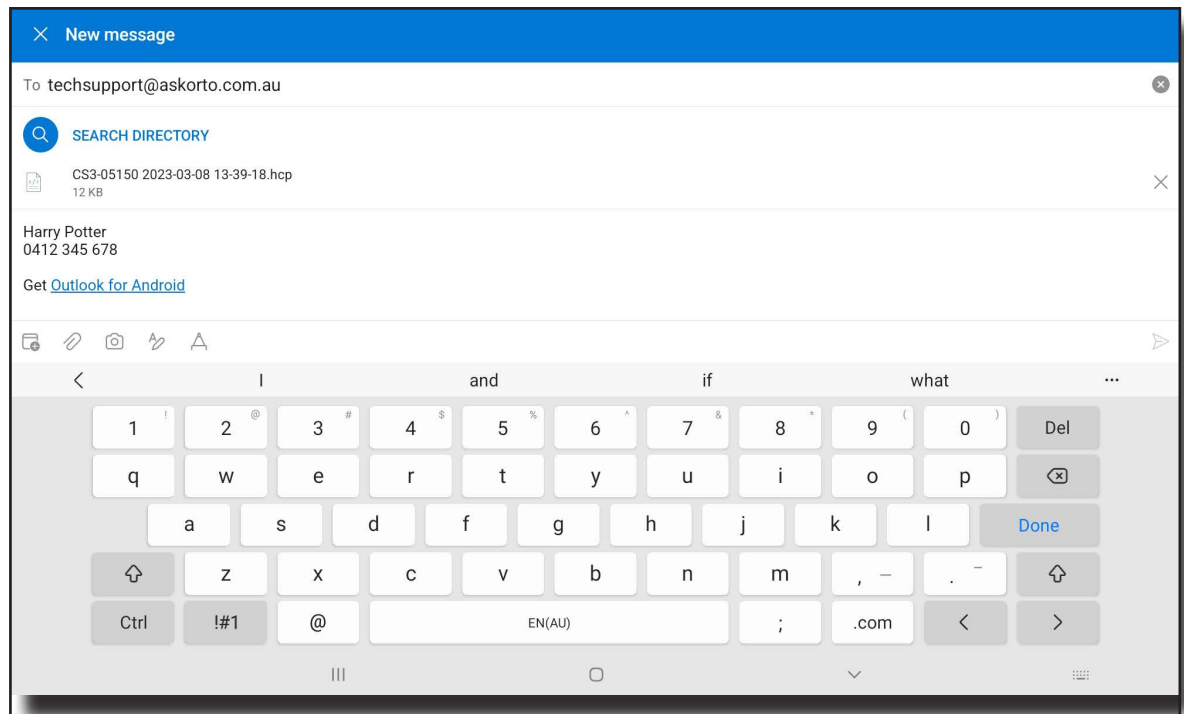 New message
To techsupport@askorto.com.au
SEARCH DIRECTORY
CS3-05150 2023-03-08 13-39-18.hcp
12 KB
Harry Potter
0412 345 678
Get Outlook for Android
I and if what ...
1 ! 2 @ 3 # 4 $ 5 % 6 ^ 7 & 8 * 9 ( 0 ) Del
q w e r t y u i o p
a s d f g h j k l Done
z x c v b n m , — . –
Ctrl !#1 @ EN(AU) ; .com < >